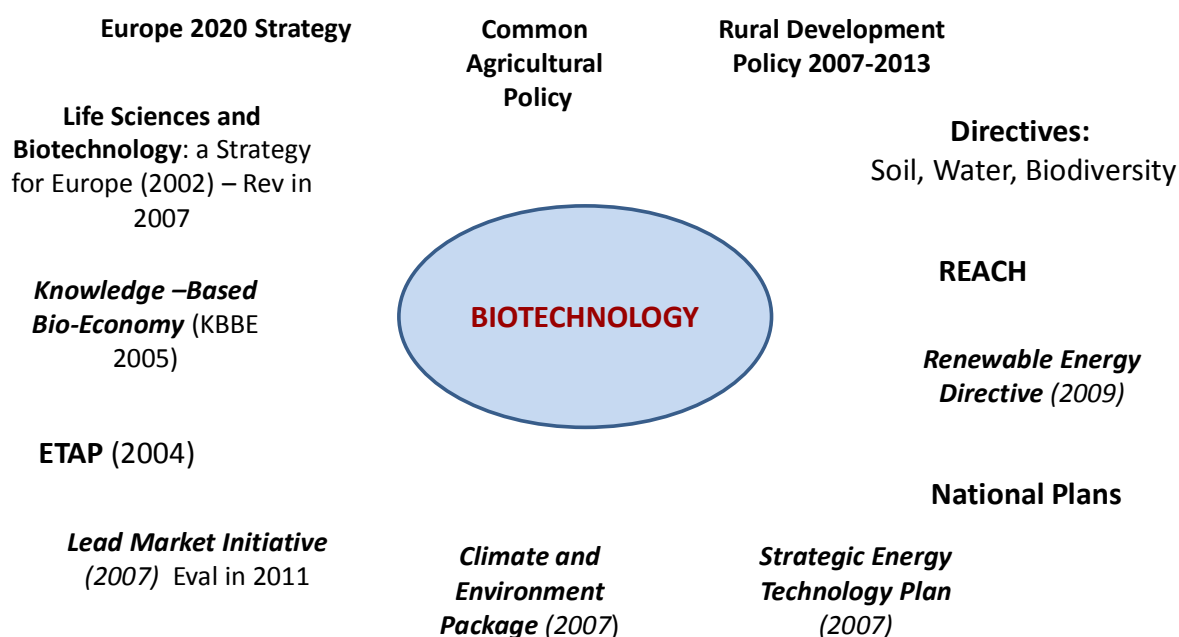 Europe 2020 Strategy
Common
Agricultural
Policy
Rural Development
Policy 2007-2013
Life Sciences and
Biotechnology: a Strategy
for Europe (2002) – Rev in
2007
Directives:
Soil, Water, Biodiversity
Knowledge –Based
Bio-Economy (KBBE
2005)
BIOTECHNOLOGY
REACH
Renewable Energy
Directive (2009)
ETAP (2004)
National Plans
Lead Market Initiative
(2007)  Eval in 2011
Climate and
Environment
Package (2007)
Strategic Energy
Technology Plan
(2007)